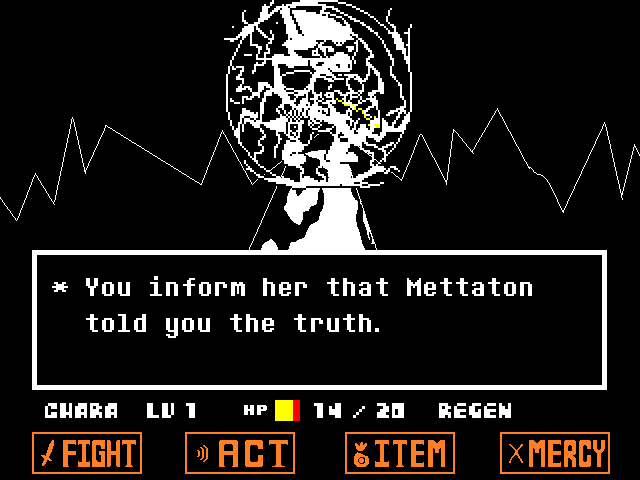 * You inform her that Mettaton
told you the truth.
CHARA LV 1 HP 14 / 20 REGEN
FIGHT ACT ITEM MERCY